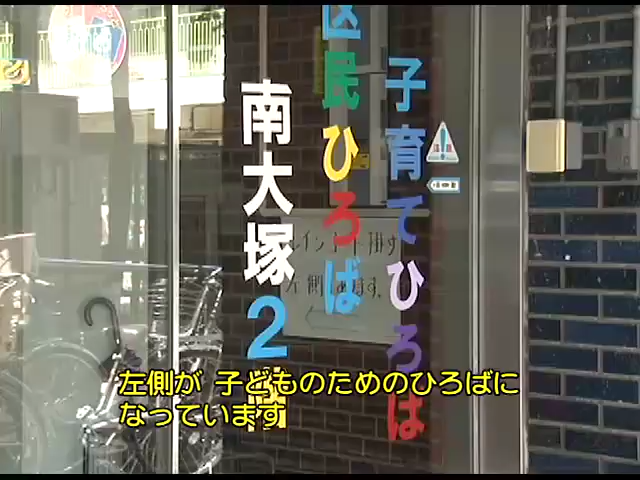 子育てひろば
区民ひろば
南大塚2
左側が 子どものためのひろばに
なっています